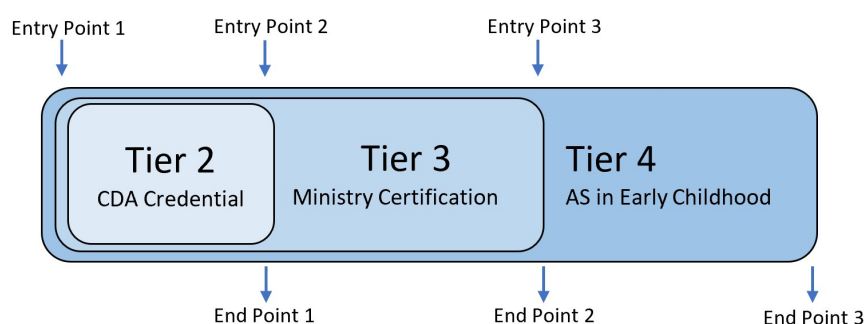 Entry Point 1
Entry Point 2
Entry Point 3
Tier 2
CDA Credential
Tier 3
Ministry Certification
Tier 4
AS in Early Childhood
End Point 1
End Point 2
End Point 3